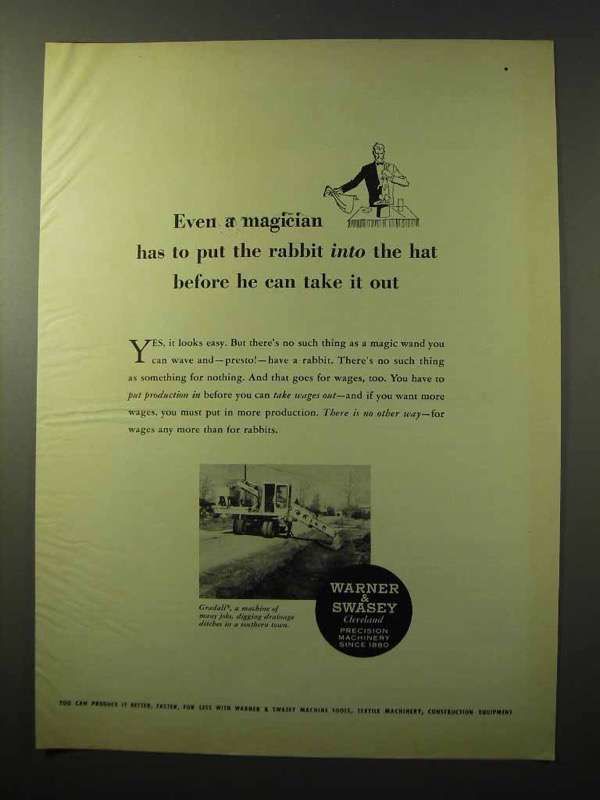 Even a magician
has to put the rabbit into the hat
before he can take it out
YES, it looks easy. But there's no such thing as a magic wand you
can wave and—presto!—have a rabbit. There's no such thing
as something for nothing. And that goes for wages, too. You have to
put production in before you can take wages out—and if you want more
wages, you must put in more production. There is no other way—for
wages any more than for rabbits.
Gradall®, a machine of
many jobs, digging drainage
ditches in a southern town.
WARNER
&
SWASEY
Cleveland
PRECISION
MACHINERY
SINCE 1880
YOU CAN PRODUCE IT BETTER, FASTER, FOR LESS WITH WARNER & SWASEY MACHINE TOOLS, TEXTILE MACHINERY, CONSTRUCTION EQUIPMENT